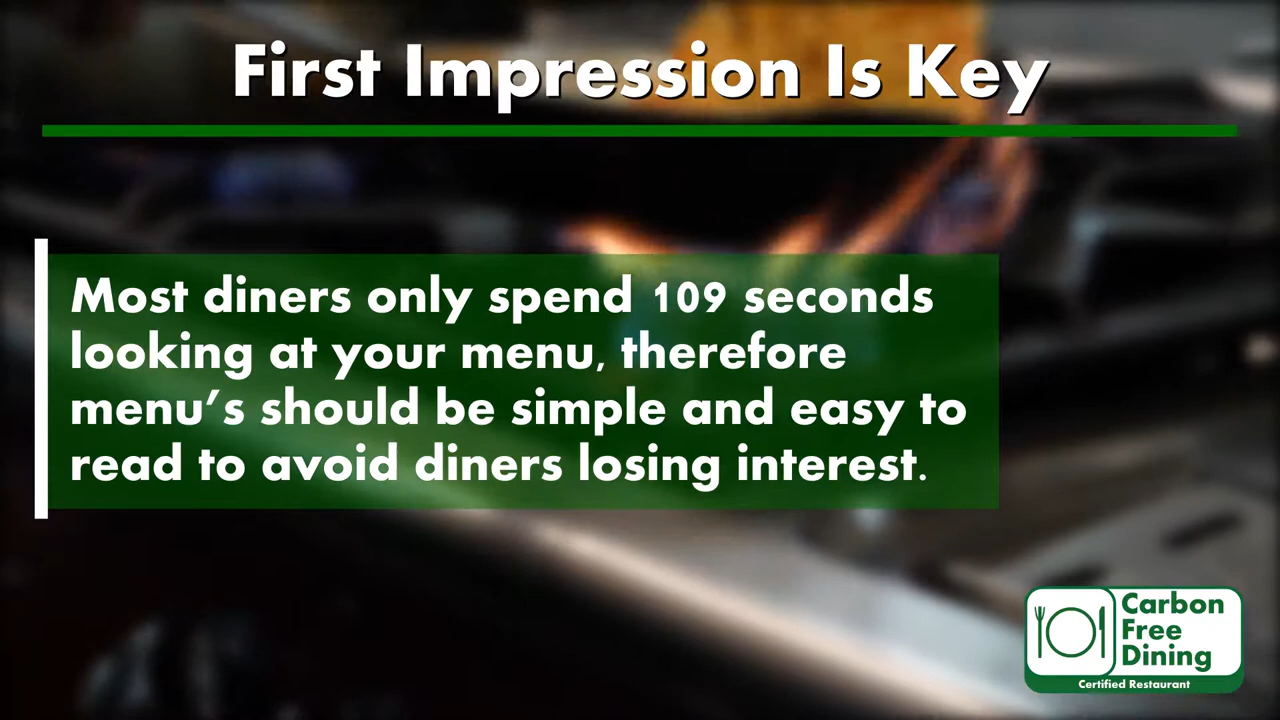 First Impression Is Key
Most diners only spend 109 seconds
looking at your menu, therefore
menu’s should be simple and easy to
read to avoid diners losing interest.
Carbon
Free
Dining
Certified Restaurant